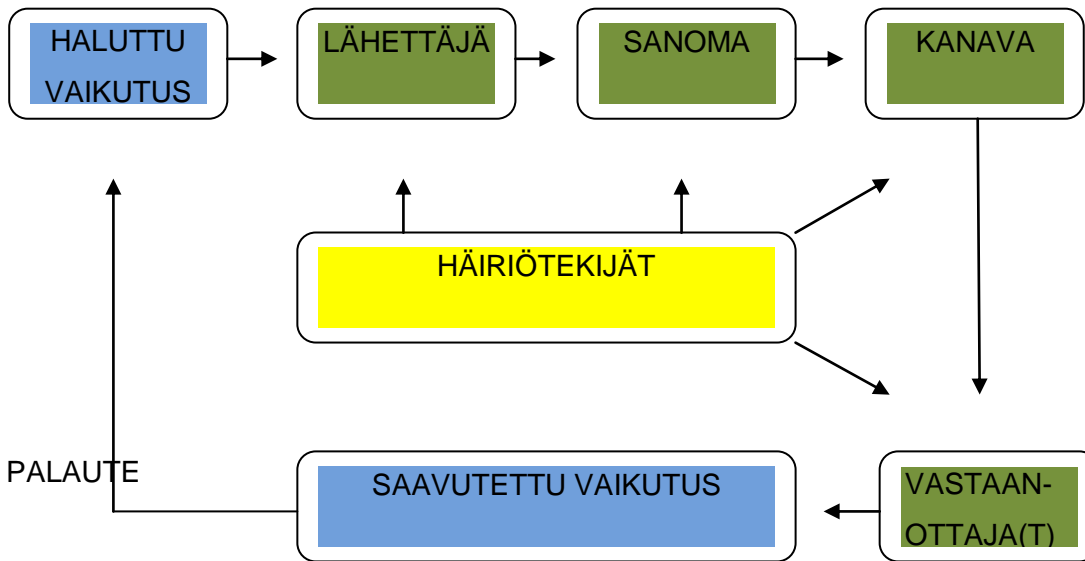 HALUTTU
VAIKUTUS
LÄHETTÄJÄ
SANOMA
KANAVA
HÄIRIÖTEKIJÄT
PALAUTE
SAAVUTETTU VAIKUTUS
VASTAAN-
OTTAJA(T)